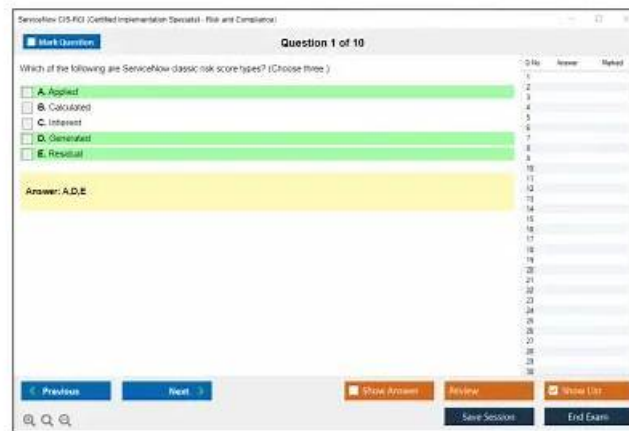 ServiceNow CIS-RCI (Certified Implementation Specialist - Risk and Compliance)
Mark Question
Question 1 of 10
Which of the following are ServiceNow classic risk score types? (Choose three.)
A. Applied
B. Calculated
C. Inherent
D. Generated
E. Residual
Answer: A,D,E
Q.No Answer Marked
1
2
3
4
5
6
7
8
9
10
11
12
13
14
15
16
17
18
19
20
21
22
23
24
25
26
27
28
29
30
Previous
Next
Show Answer
Review
Show List
Save Session
End Exam